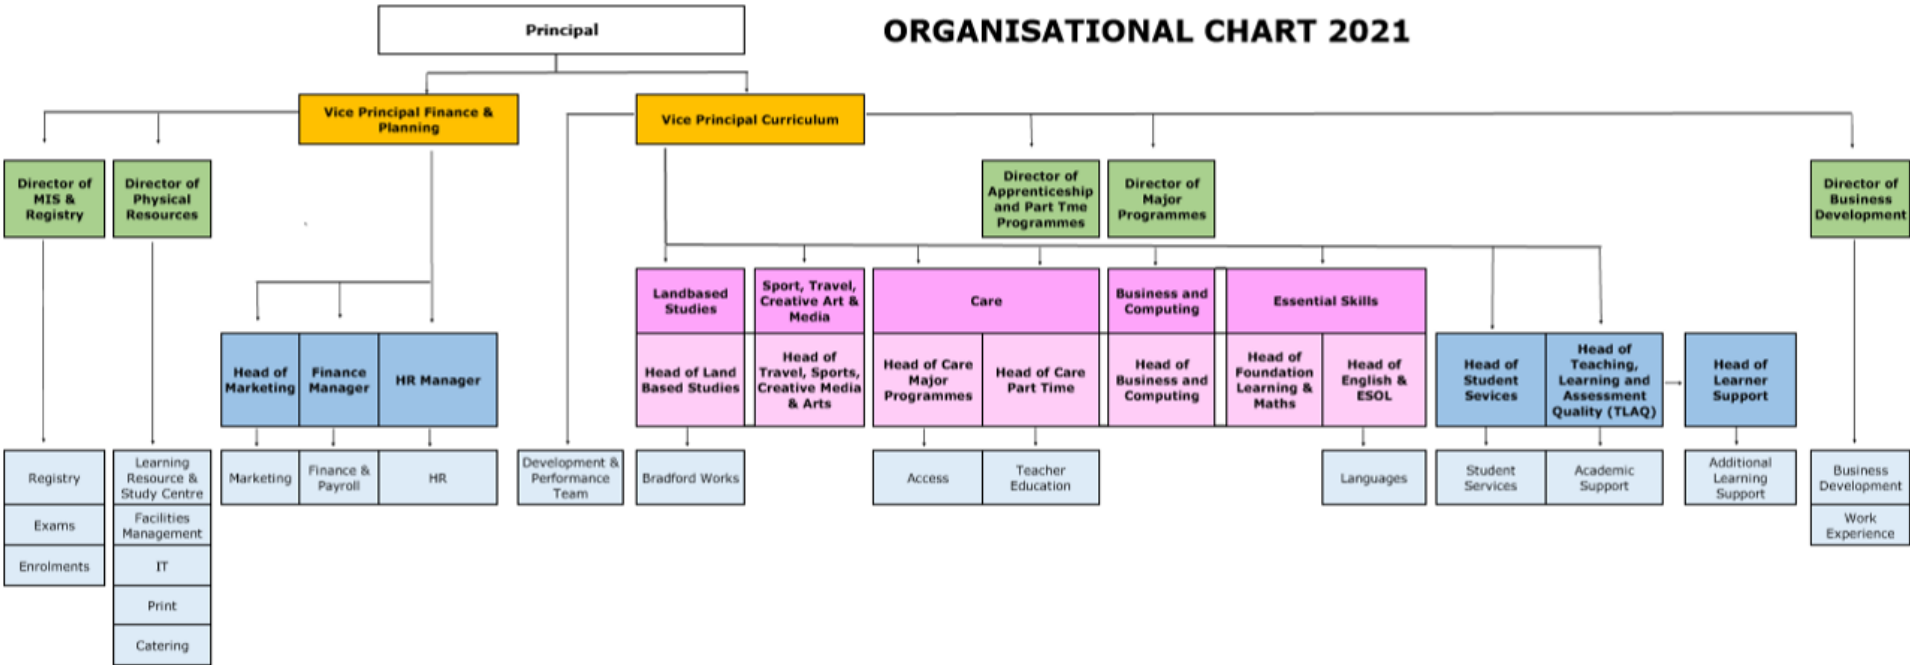 Principal
ORGANISATIONAL CHART 2021
Vice Principal Finance &
Planning
Vice Principal Curriculum
Director of
MIS &
Registry
Director of
Physical
Resources
Director of
Apprenticeship
and Part Tme
Programmes
Director of
Major
Programmes
Director of
Business
Development
Landbased
Studies
Sport, Travel,
Creative Art &
Media
Care
Business and
Computing
Essential Skills
Head of
Marketing
Finance
Manager
HR Manager
Head of Land
Based Studies
Head of
Travel, Sports,
Creative Media
& Arts
Head of Care
Major
Programmes
Head of Care
Part Time
Head of
Business and
Computing
Head of
Foundation
Learning &
Maths
Head of
English &
ESOL
Head of
Student
Sevices
Head of
Teaching,
Learning and
Assessment
Quality (TLAQ)
Head of
Learner
Support
Registry
Exams
Enrolments
Learning
Resource &
Study Centre
Facilities
Management
IT
Print
Catering
Marketing
Finance &
Payroll
HR
Development &
Performance
Team
Bradford Works
Access
Teacher
Education
Languages
Student
Services
Academic
Support
Additional
Learning
Support
Business
Development
Work
Experience